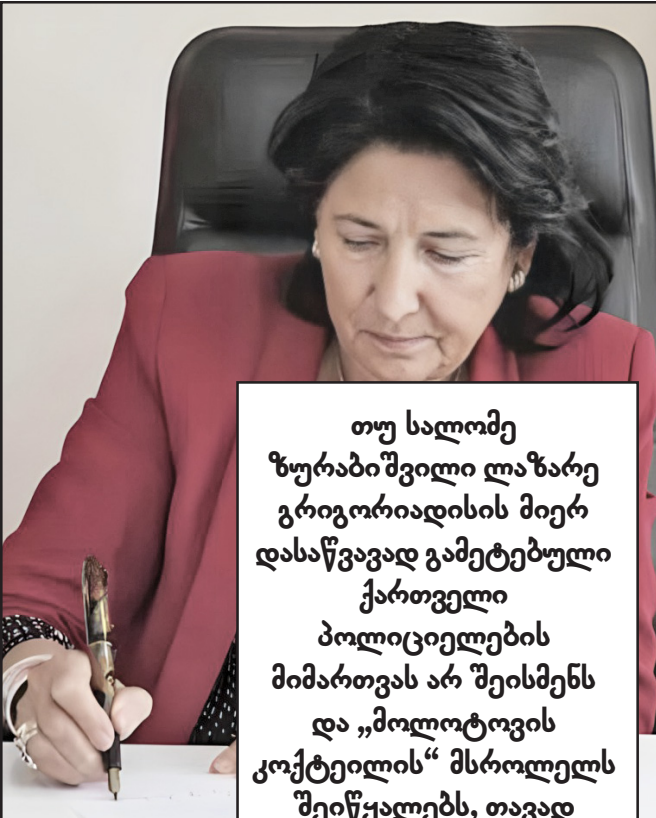 თუ სალომე
ზურაბიშვილი ლაზარე
გრიგორიადისის მიერ
დასაწვავად გამეტებული
ქართველი
პოლიციელების
მიმართვას არ შეისმენს
და „მოლოტოვის
კოქტეილის“ მსროლელს
შეიწყალებს, თავად